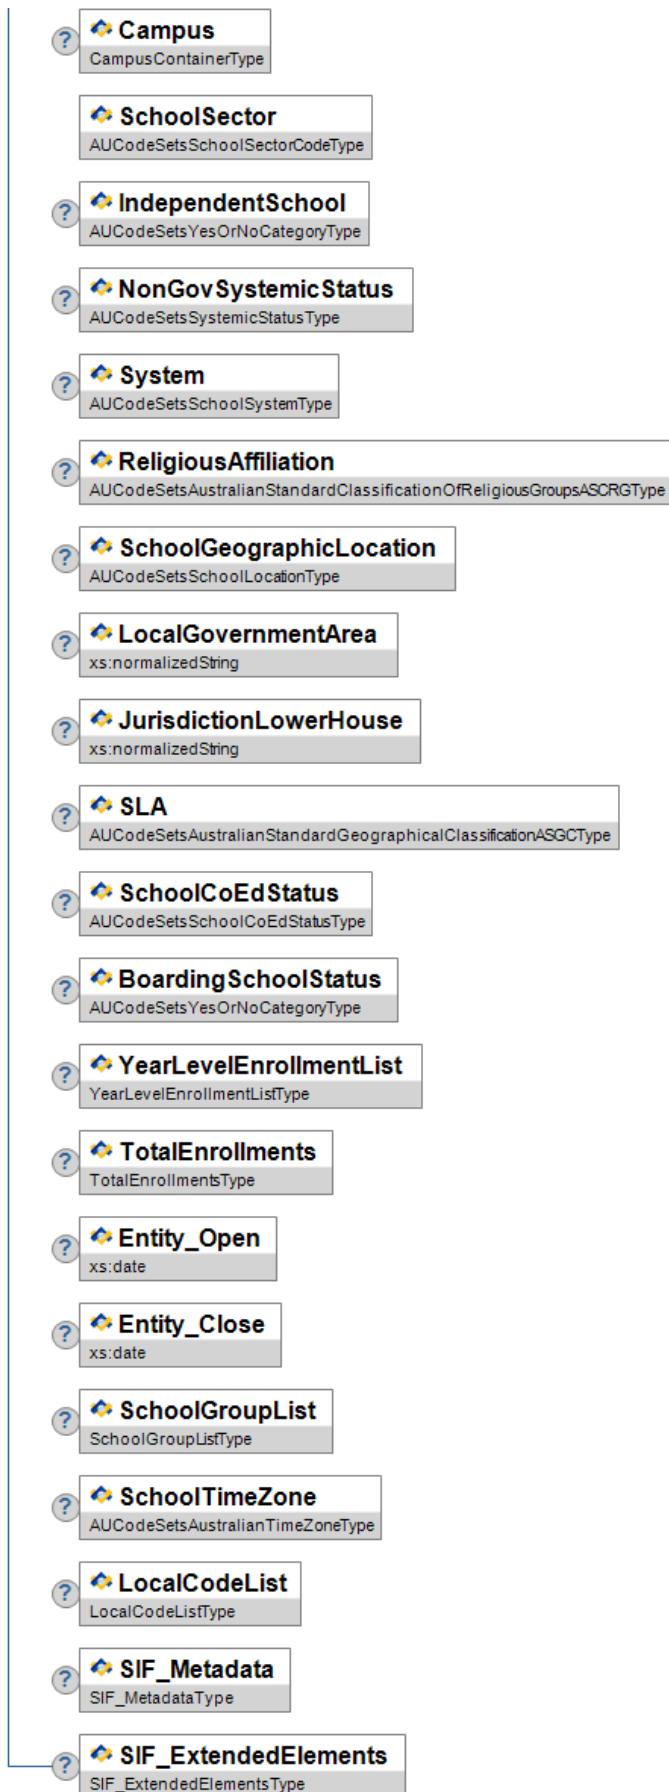 ?
Campus
CampusContainerType
SchoolSector
AUCodeSetsSchoolSectorCodeType
?
IndependentSchool
AUCodeSetsYesOrNoCategoryType
?
NonGovSystemicStatus
AUCodeSetsSystemicStatusType
?
System
AUCodeSetsSchoolSystemType
?
ReligiousAffiliation
AUCodeSetsAustralianStandardClassificationOfReligiousGroupsASCRGType
?
SchoolGeographicLocation
AUCodeSetsSchoolLocationType
?
LocalGovernmentArea
xs:normalizedString
?
JurisdictionLowerHouse
xs:normalizedString
?
SLA
AUCodeSetsAustralianStandardGeographicalClassificationASGCType
?
SchoolCoEdStatus
AUCodeSetsSchoolCoEdStatusType
?
BoardingSchoolStatus
AUCodeSetsYesOrNoCategoryType
?
YearLevelEnrollmentList
YearLevelEnrollmentListType
?
TotalEnrollments
TotalEnrollmentsType
?
Entity_Open
xs:date
?
Entity_Close
xs:date
?
SchoolGroupList
SchoolGroupListType
?
SchoolTimeZone
AUCodeSetsAustralianTimeZoneType
?
LocalCodeList
LocalCodeListType
?
SIF_Metadata
SIF_MetadataType
?
SIF_ExtendedElements
SIF_ExtendedElementsType